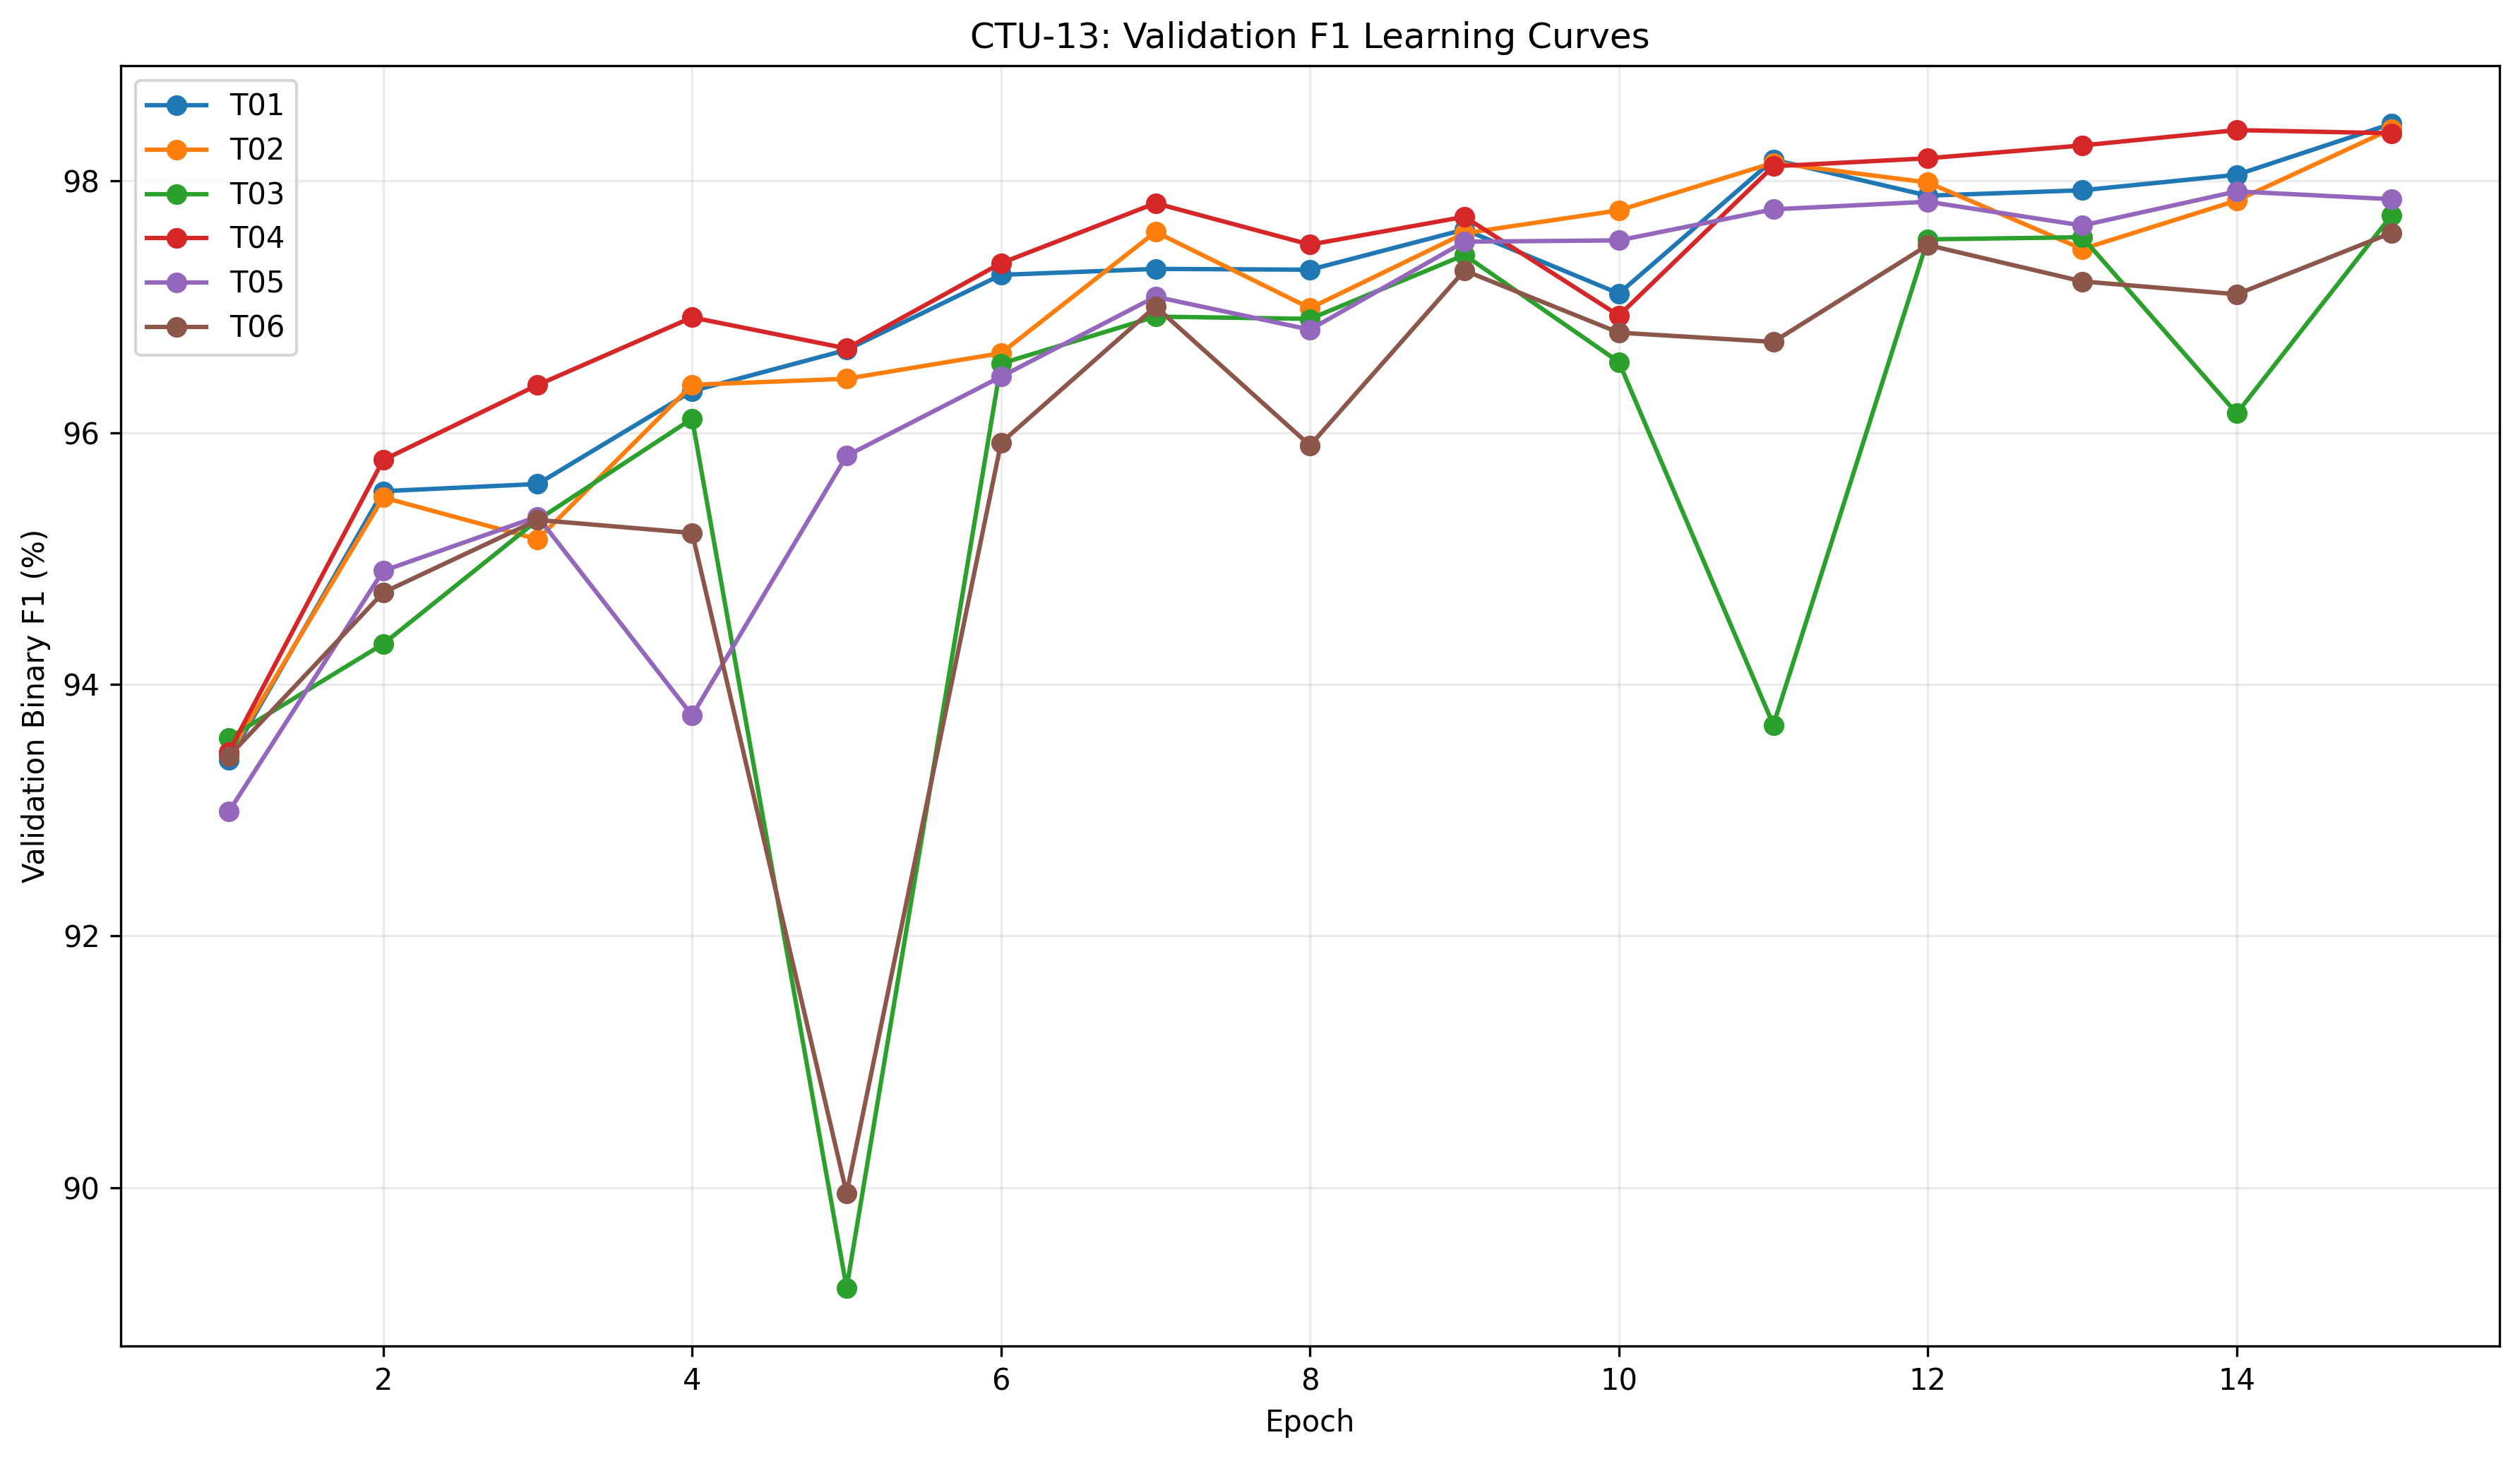 CTU-13: Validation F1 Learning Curves
T01
T02
T03
T04
T05
T06
Validation Binary F1 (%)
98
96
94
92
90
2 4 6 8 10 12 14
Epoch